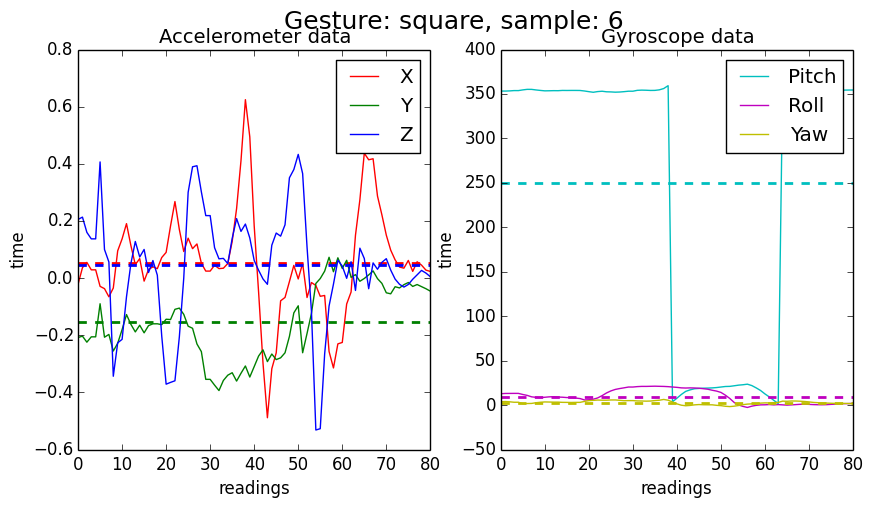 Gesture: square, sample: 6
Accelerometer data
0.8
0.6
0.4
0.2
0.0
−0.2
−0.4
−0.6
time
0 10 20 30 40 50 60 70 80
readings
X
Y
Z
Gyroscope data
400
350
300
250
200
150
100
50
0
−50
time
0 10 20 30 40 50 60 70 80
readings
Pitch
Roll
Yaw